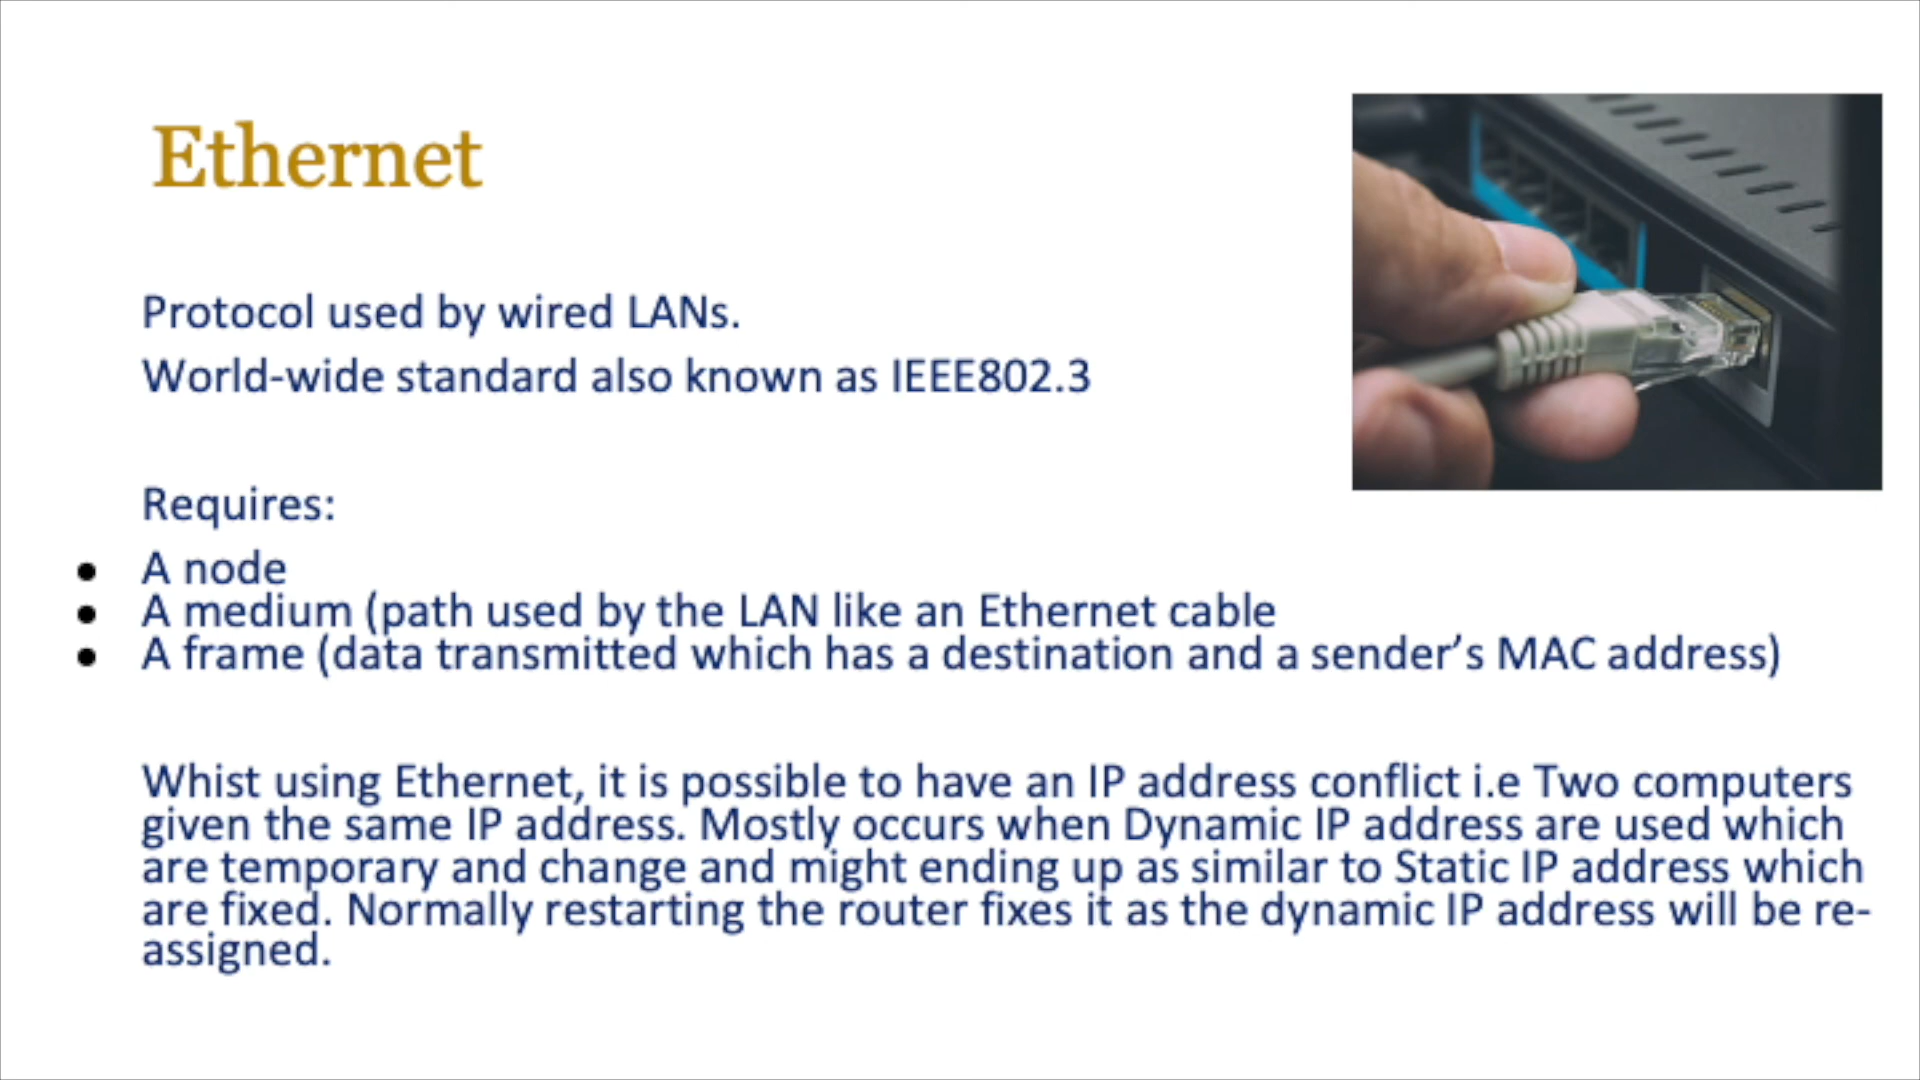 Ethernet
Protocol used by wired LANs.
World-wide standard also known as IEEE802.3
Requires:
● A node
● A medium (path used by the LAN like an Ethernet cable
● A frame (data transmitted which has a destination and a sender’s MAC address)
Whist using Ethernet, it is possible to have an IP address conflict i.e Two computers
given the same IP address. Mostly occurs when Dynamic IP address are used which
are temporary and change and might ending up as similar to Static IP address which
are fixed. Normally restarting the router fixes it as the dynamic IP address will be re-
assigned.